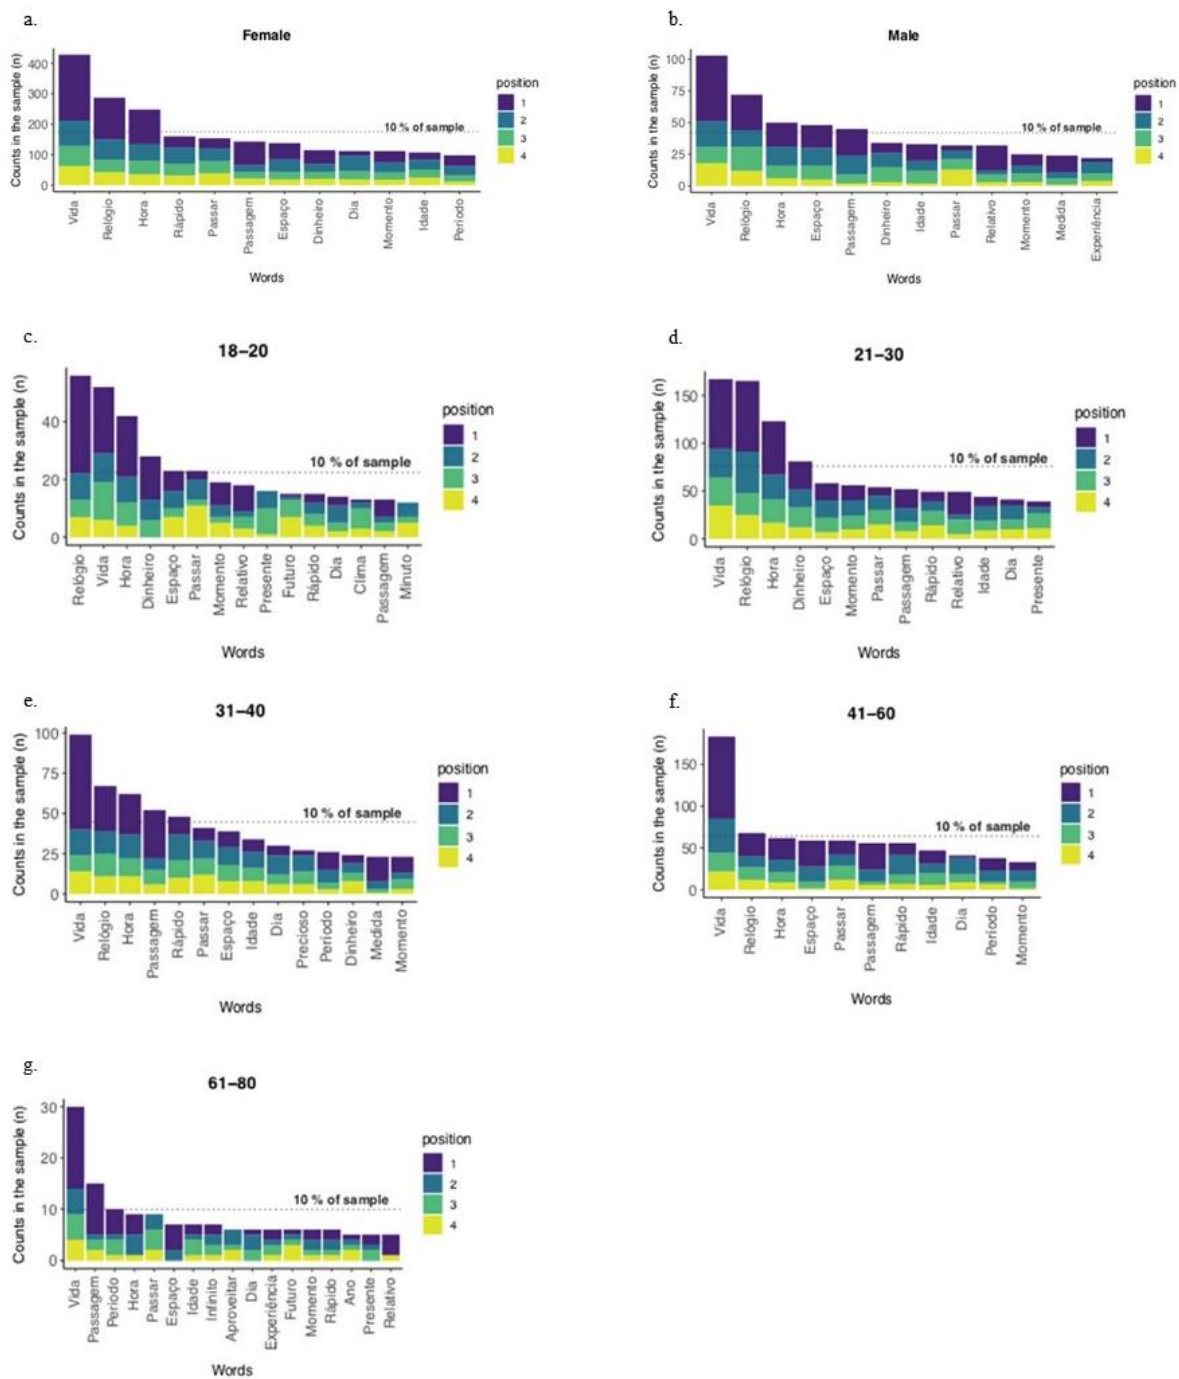 a.
Female
Counts in the sample (n)
400
300
200
100
0
10 % of sample
position
1
2
3
4
Vida
Relógio
Hora
Rápido
Passar
Passagem
Espaço
Dinheiro
Dia
Momento
Idade
Período
Words
b.
Male
Counts in the sample (n)
100
75
50
25
0
10 % of sample
position
1
2
3
4
Vida
Relógio
Hora
Espaço
Passagem
Dinheiro
Idade
Passar
Relativo
Momento
Medida
Experiência
Words
c.
18–20
Counts in the sample (n)
40
20
0
10 % of sample
position
1
2
3
4
Relógio
Vida
Hora
Dinheiro
Espaço
Passar
Momento
Relativo
Presente
Futuro
Rápido
Dia
Clima
Passagem
Minuto
Words
d.
21–30
Counts in the sample (n)
150
100
50
0
10 % of sample
position
1
2
3
4
Vida
Relógio
Hora
Dinheiro
Espaço
Momento
Passar
Passagem
Rápido
Relativo
Idade
Dia
Presente
Words
e.
31–40
Counts in the sample (n)
100
75
50
25
0
10 % of sample
position
1
2
3
4
Vida
Relógio
Hora
Passagem
Rápido
Passar
Espaço
Idade
Dia
Precioso
Período
Dinheiro
Medida
Momento
Words
f.
41–60
Counts in the sample (n)
150
100
50
0
10 % of sample
position
1
2
3
4
Vida
Relógio
Hora
Espaço
Passar
Passagem
Rápido
Idade
Dia
Período
Momento
Words
g.
61–80
Counts in the sample (n)
30
20
10
0
10 % of sample
position
1
2
3
4
Vida
Passagem
Período
Hora
Passar
Espaço
Idade
Infinito
Aproveitar
Dia
Experiência
Futuro
Momento
Rápido
Ano
Presente
Relativo
Words